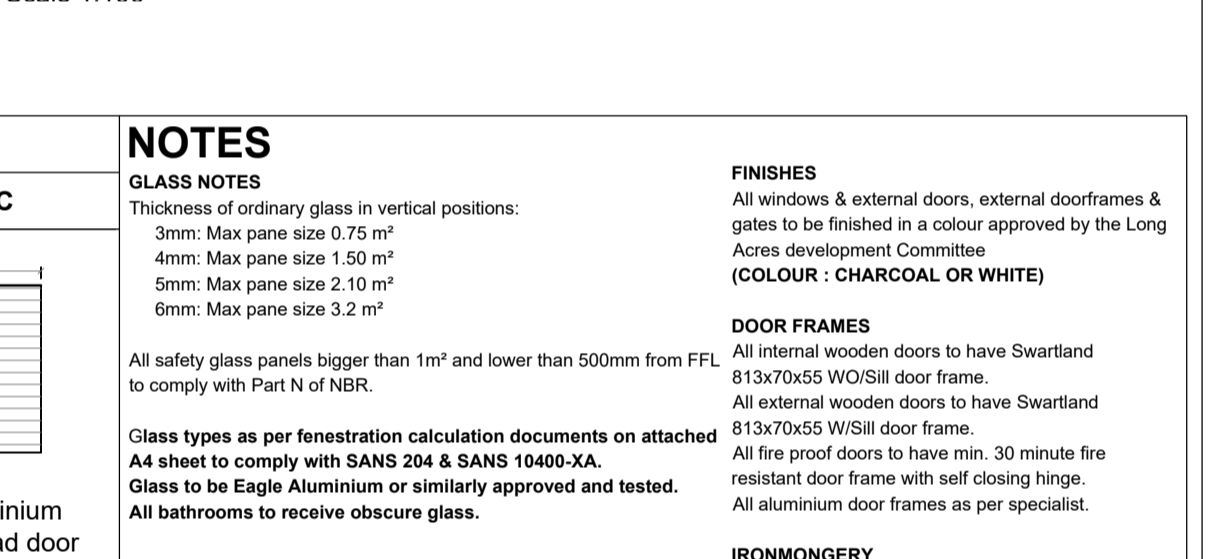 NOTES
GLASS NOTES
Thickness of ordinary glass in vertical positions:
3mm: Max pane size 0.75 m²
4mm: Max pane size 1.50 m²
5mm: Max pane size 2.10 m²
6mm: Max pane size 3.2 m²
All safety glass panels bigger than 1m² and lower than 500mm from FFL
to comply with Part N of NBR.
Glass types as per fenestration calculation documents on attached
A4 sheet to comply with SANS 204 & SANS 10400-XA.
Glass to be Eagle Aluminium or similarly approved and tested.
All bathrooms to receive obscure glass.
FINISHES
All windows & external doors, external doorframes &
gates to be finished in a colour approved by the Long
Acres development Committee
(COLOUR : CHARCOAL OR WHITE)
DOOR FRAMES
All internal wooden doors to have Swartland
813x70x55 WO/Sill door frame.
All external wooden doors to have Swartland
813x70x55 W/Sill door frame.
All fire proof doors to have min. 30 minute fire
resistant door frame with self closing hinge.
All aluminium door frames as per specialist.
IRONMONGERY
door